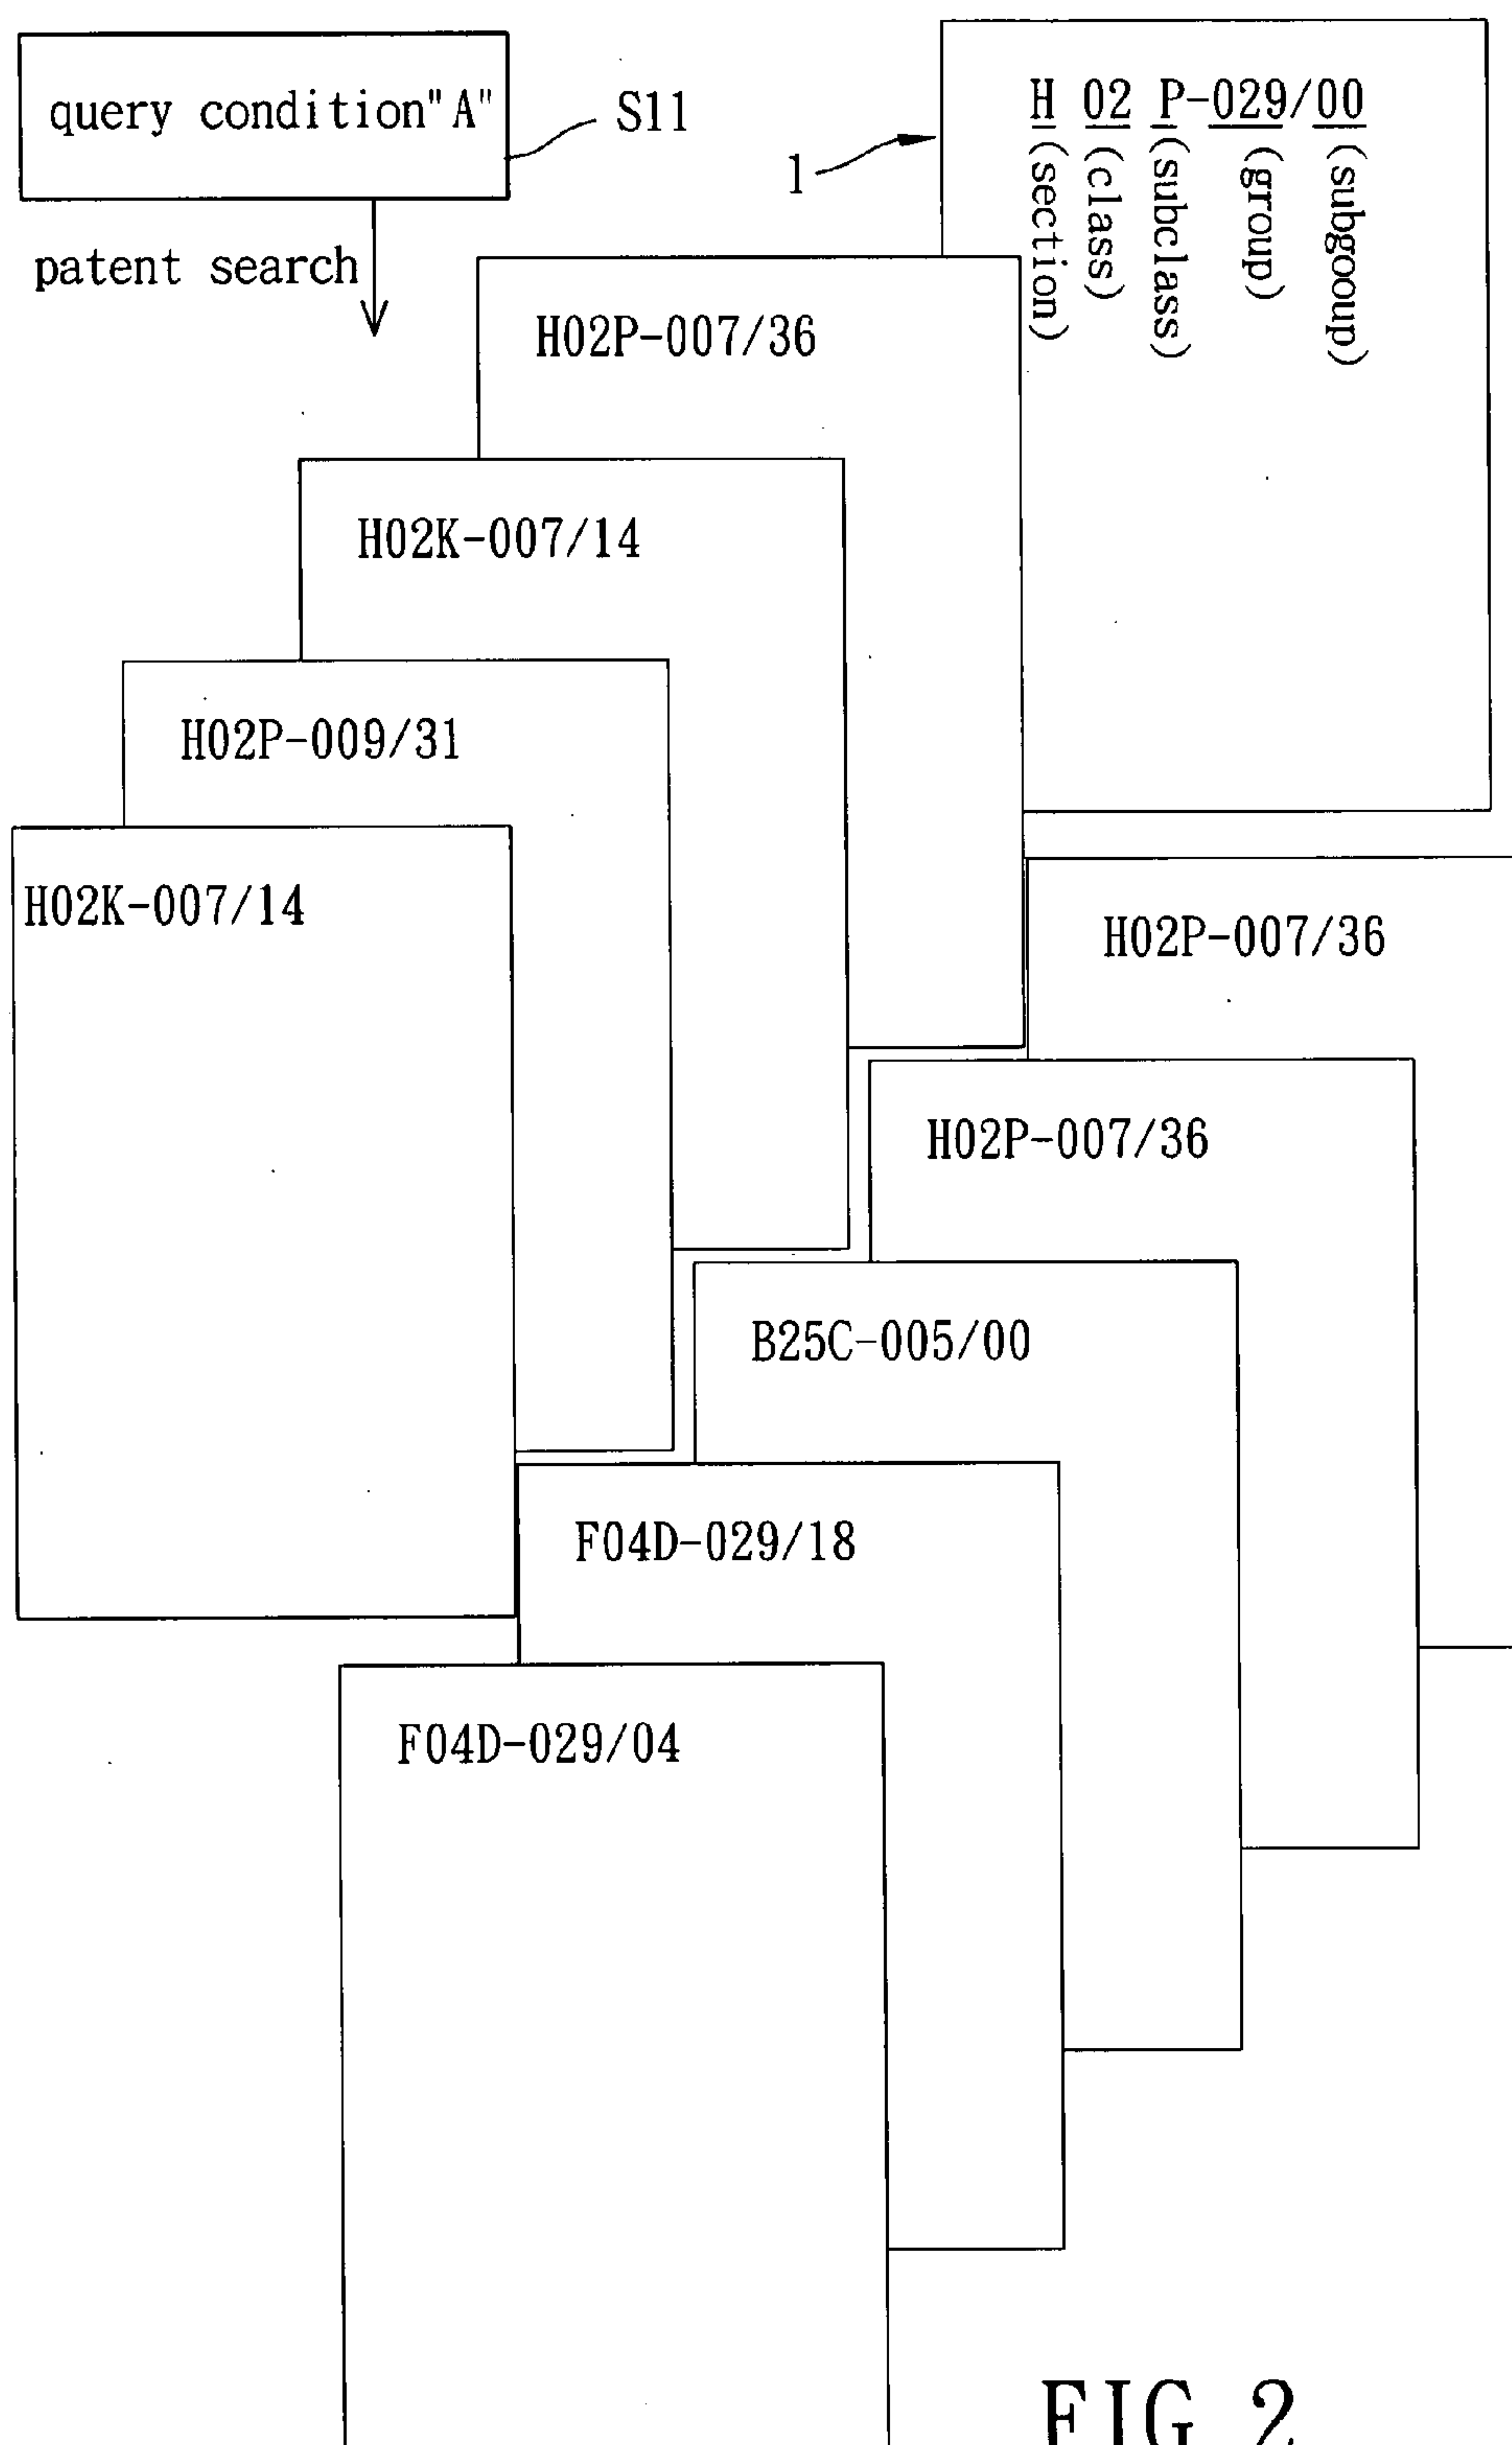 query condition"A"
S11
patent search
1
H 02 P-029/00
(section)
(class)
(subclass)
(group)
(subgooup)
H02P-007/36
H02K-007/14
H02P-009/31
H02K-007/14
H02P-007/36
H02P-007/36
B25C-005/00
F04D-029/18
F04D-029/04
FIG 2